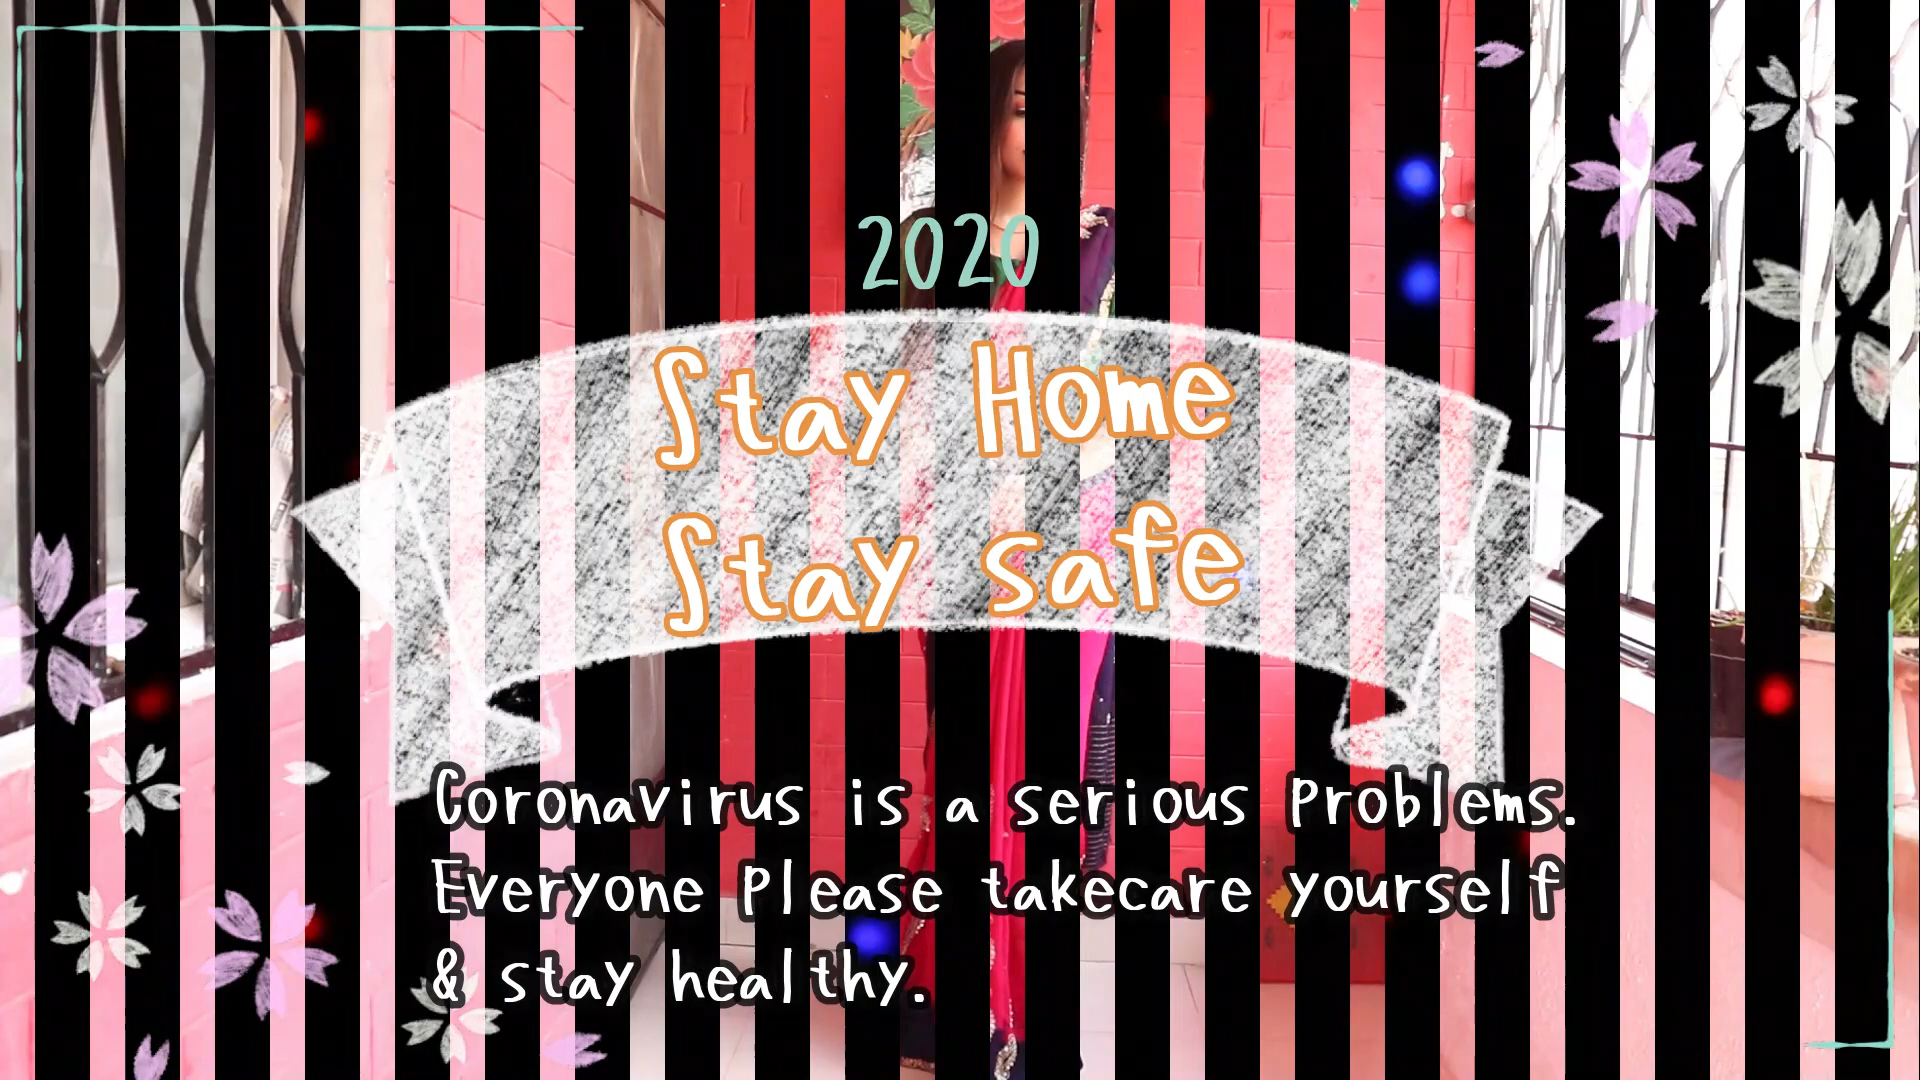 2020
Stay Home
Stay safe
Coronavirus is a serious Problems.
Everyone Please takecare yourself
& stay healthy.